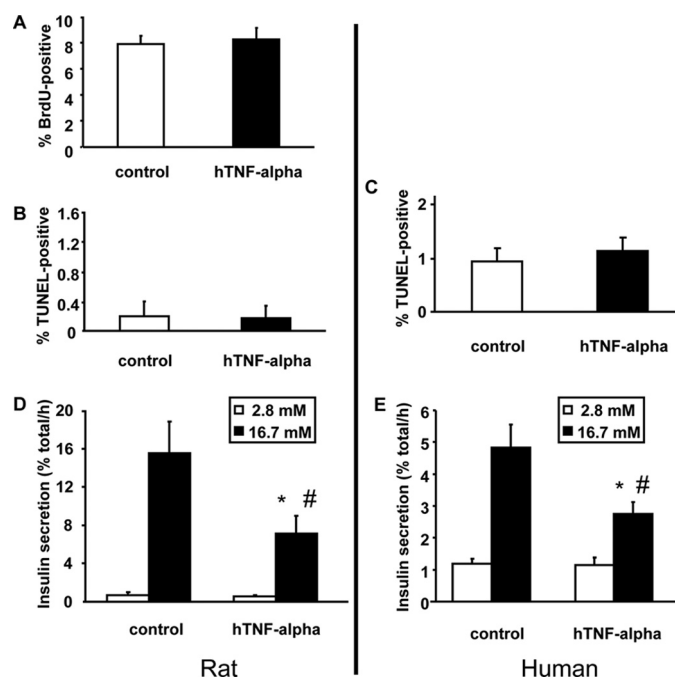 A
% BrdU-positive
10
8
6
4
2
0
control hTNF-alpha
B
% TUNEL-positive
1.6
1.2
0.8
0.4
0
control hTNF-alpha
C
% TUNEL-positive
2
1
0
control hTNF-alpha
D
Insulin secretion (% total/h)
20
16
12
8
4
0
2.8 mM
16.7 mM
* #
control hTNF-alpha
Rat
E
Insulin secretion (% total/h)
6
5
4
3
2
1
0
2.8 mM
16.7 mM
* #
control hTNF-alpha
Human